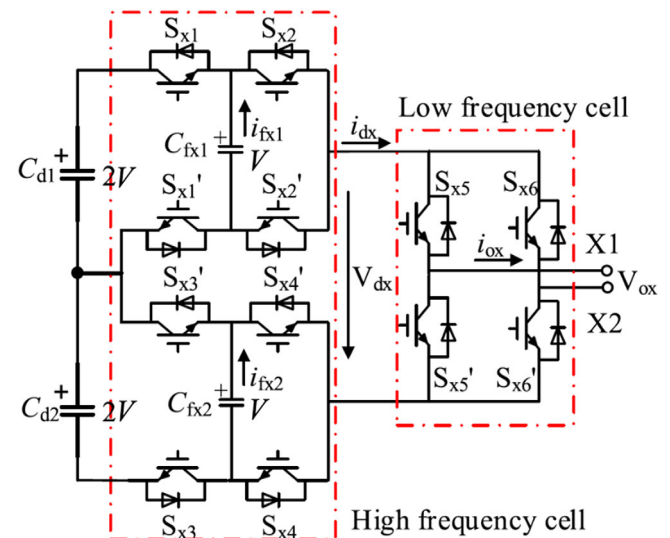 Sx1
Sx2
Low frequency cell
ifx1
idx
Cfx1
+
V
Cd1
+
2V
Sx5
Sx6
Sx1'
Sx2'
iox
X1
Vox
Sx3'
Sx4'
Vdx
X2
ifx2
Cfx2
+
V
Cd2
+
2V
Sx5'
Sx6'
Sx3
Sx4
High frequency cell